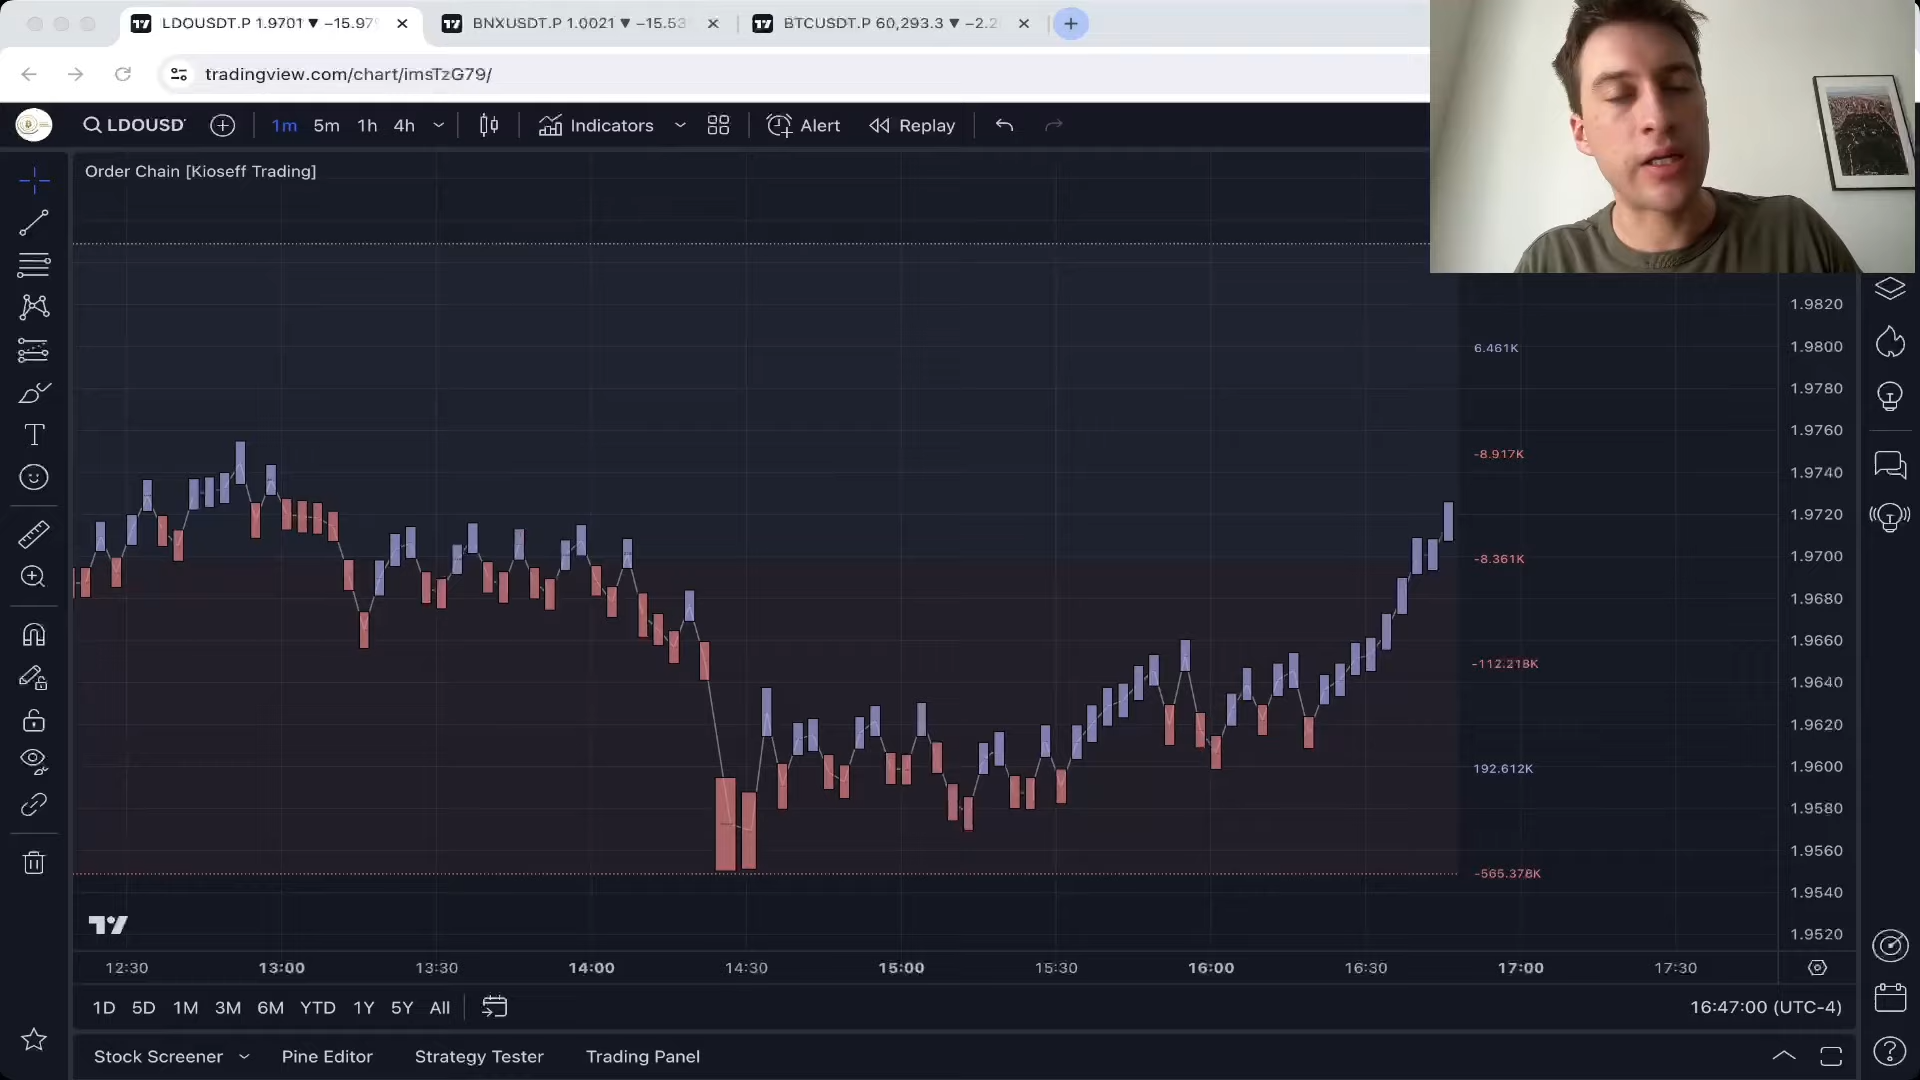 LDOUSDT.P 1.9701 ▼ −15.97%
BNXUSDT.P 1.0021 ▼ −15.53
BTCUSDT.P 60,293.3 ▼ −2.2
tradingview.com/chart/imsTzG79/
LDOUSD
1m 5m 1h 4h
Indicators
Alert
Replay
Order Chain [Kioseff Trading]
1.9820
6.461K
1.9800
1.9780
1.9760
-8.917K
1.9740
1.9720
-8.361K
1.9700
1.9680
1.9660
-112.218K
1.9640
1.9620
192.612K
1.9600
1.9580
1.9560
-565.378K
1.9540
1.9520
12:30 13:00 13:30 14:00 14:30 15:00 15:30 16:00 16:30 17:00 17:30
1D 5D 1M 3M 6M YTD 1Y 5Y All
16:47:00 (UTC-4)
Stock Screener Pine Editor Strategy Tester Trading Panel